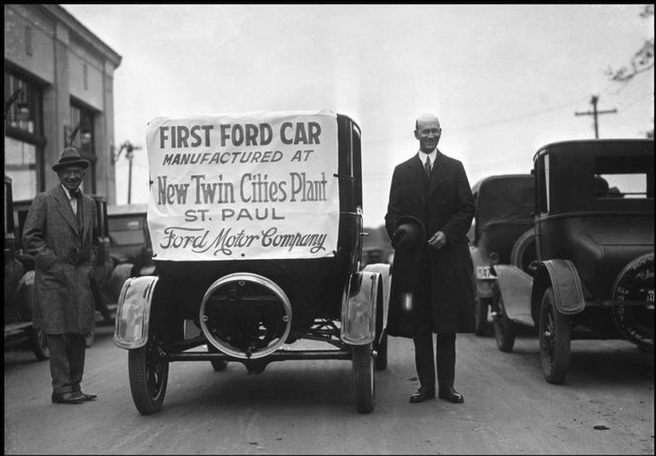 FIRST FORD CAR
MANUFACTURED AT
New Twin Cities Plant
ST. PAUL
Ford Motor Company